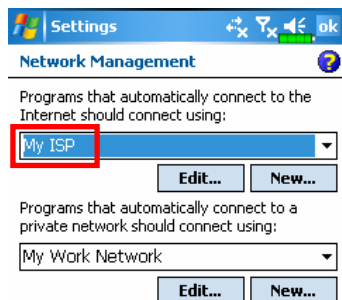 Settings
ok
Network Management
?
Programs that automatically connect to the
Internet should connect using:
My ISP
Edit...
New...
Programs that automatically connect to a
private network should connect using:
My Work Network
Edit...
New...